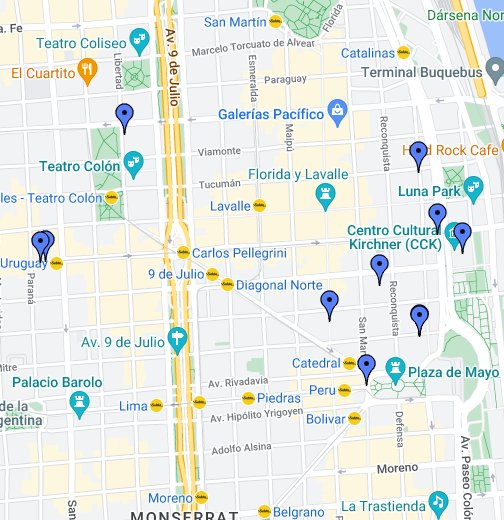 a Fe
San Martín
Florida
Dársena Nor
Teatro Coliseo
Av. 9 de Julio
Marcelo Torcuato de Alvear
Catalinas
El Cuartito
Libertad
Esmeralda
Paraguay
Terminal Buquebus
Galerías Pacífico
Maipú
Reconquista
Viamonte
Hard Rock Cafe
Teatro Colón
Tucumán
Florida y Lavalle
Luna Park
les - Teatro Colón
Lavalle
Centro Cultural
Kirchner (CCK)
Carlos Pellegrini
Uruguay
Paraná
9 de Julio
Diagonal Norte
Reconquista
San Mar
Av. 9 de Julio
Mitre
Catedral
Plaza de Mayo
Palacio Barolo
Av. Rivadavia
Perú
Piedras
Lima
de la
gentina
Av. Hipólito Yrigoyen
Bolívar
Defensa
Adolfo Alsina
Av. Paseo Colón
Moreno
San
Moreno
La Trastienda
MONSERRAT
Belgrano